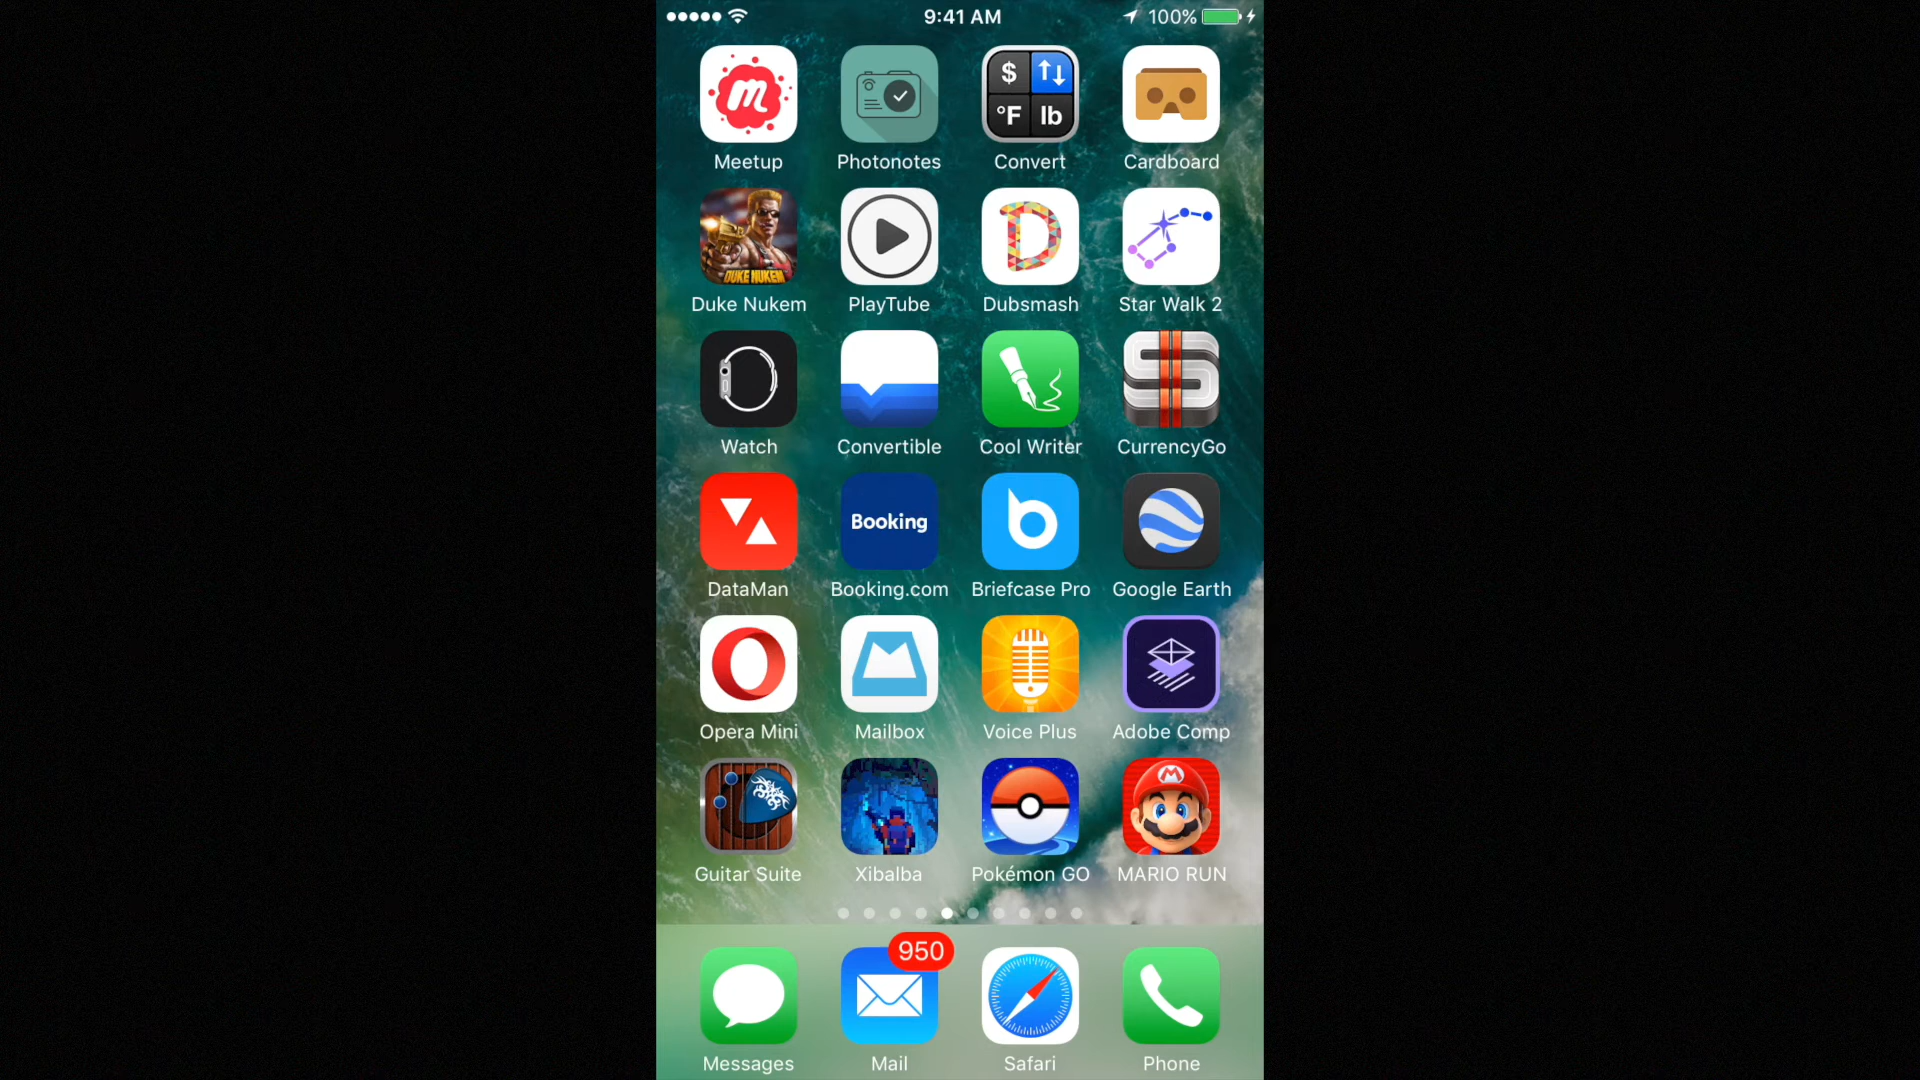 9:41 AM
100%
$
°F lb
Meetup Photonotes Convert Cardboard
DUKE NUKEM
Duke Nukem PlayTube Dubsmash Star Walk 2
Watch Convertible Cool Writer CurrencyGo
Booking
DataMan Booking.com Briefcase Pro Google Earth
Opera Mini Mailbox Voice Plus Adobe Comp
Guitar Suite Xibalba Pokémon GO MARIO RUN
950
Messages Mail Safari Phone